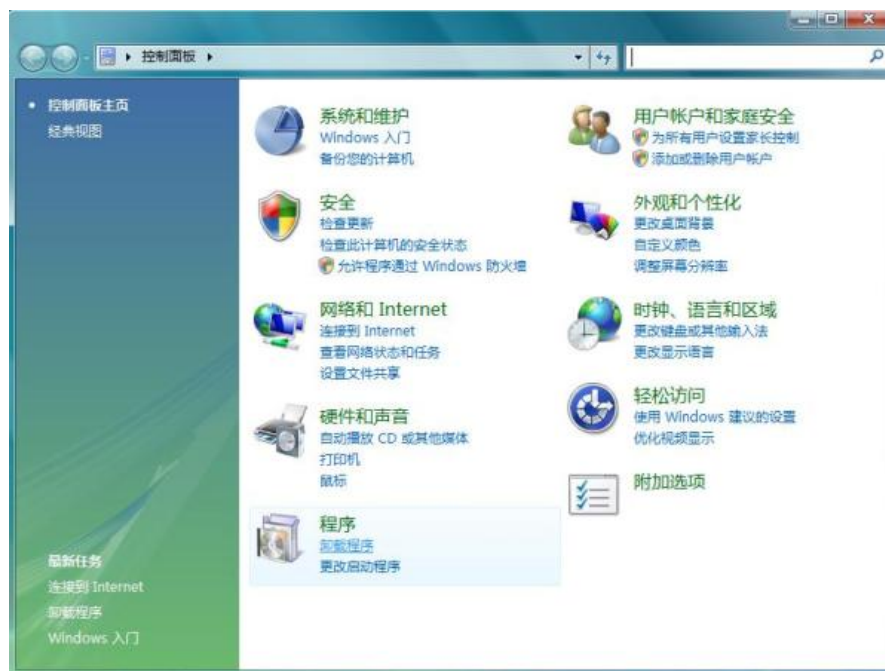 控制面板
控制面板主页
经典视图
系统和维护
Windows 入门
备份您的计算机
安全
检查更新
检查此计算机的安全状态
允许程序通过 Windows 防火墙
网络和 Internet
连接到 Internet
查看网络状态和任务
设置文件共享
硬件和声音
自动播放 CD 或其他媒体
打印机
鼠标
程序
卸载程序
更改启动程序
用户帐户和家庭安全
为所有用户设置家长控制
添加或删除用户帐户
外观和个性化
更改桌面背景
自定义颜色
调整屏幕分辨率
时钟、语言和区域
更改键盘或其他输入法
更改显示语言
轻松访问
使用 Windows 建议的设置
优化视频显示
附加选项
最新任务
连接到 Internet
卸载程序
Windows 入门